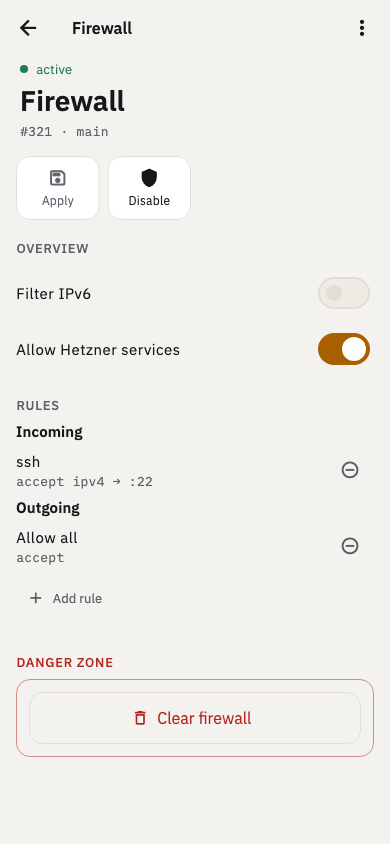 Firewall
active
Firewall
#321 · main
Apply
Disable
OVERVIEW
Filter IPv6
Allow Hetzner services
RULES
Incoming
ssh
accept ipv4 → :22
Outgoing
Allow all
accept
+ Add rule
DANGER ZONE
Clear firewall